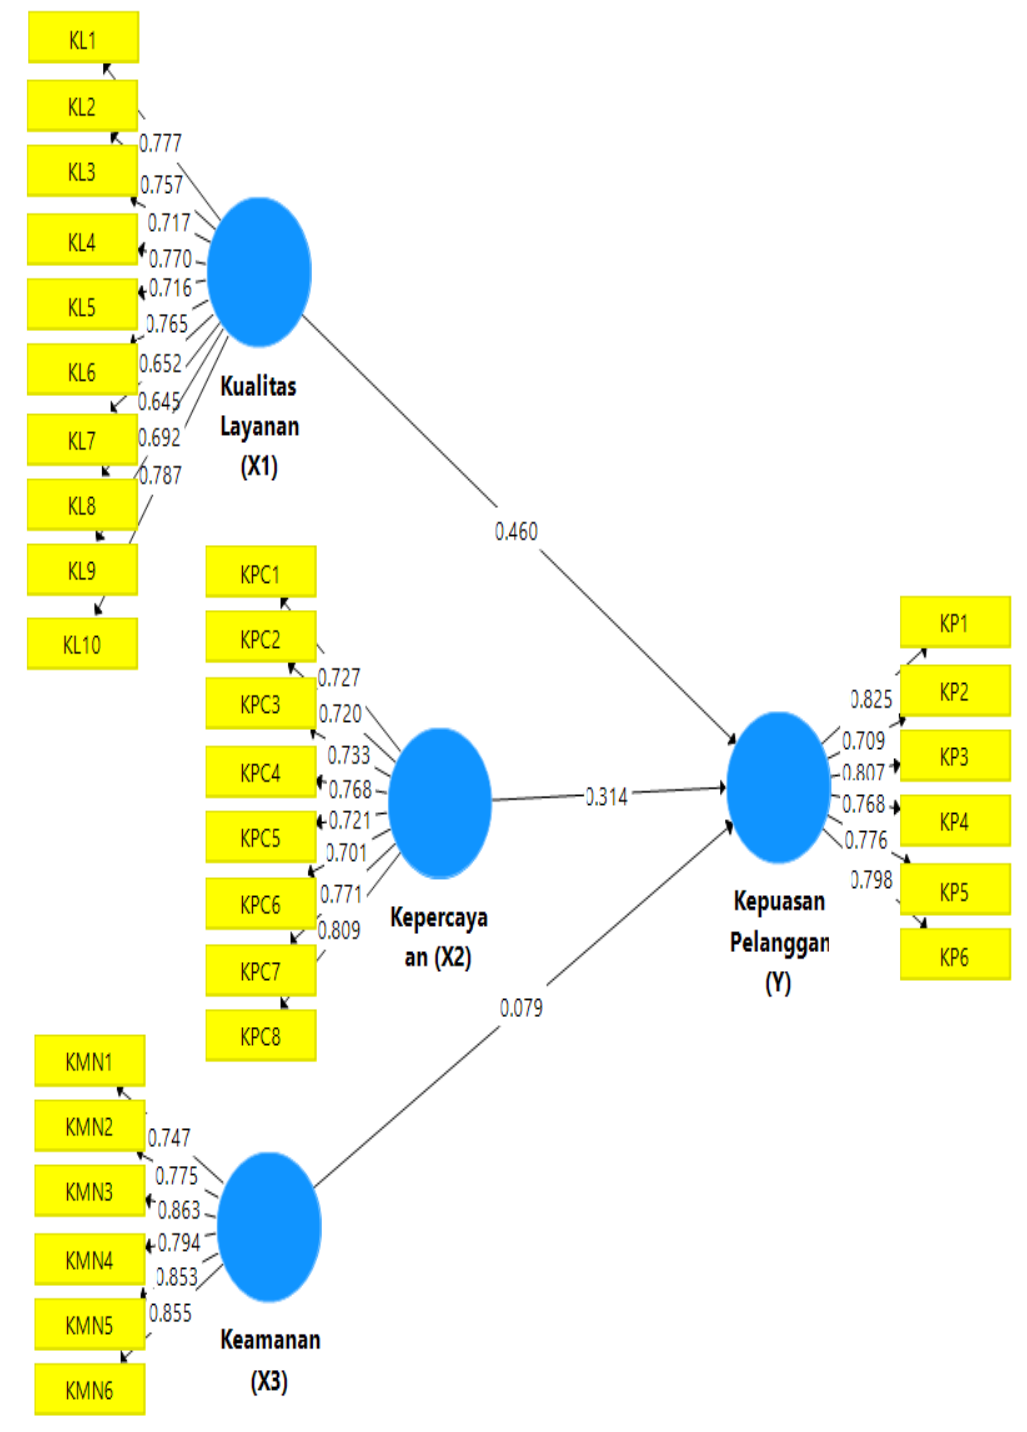 KL1
KL2
KL3
KL4
KL5
KL6
KL7
KL8
KL9
KL10
0.777
0.757
0.717
0.770
0.716
0.765
0.652
0.645
0.692
0.787
Kualitas
Layanan
(X1)
0.460
KPC1
KPC2
KPC3
KPC4
KPC5
KPC6
KPC7
KPC8
0.727
0.720
0.733
0.768
0.721
0.701
0.771
0.809
Kepercaya
an (X2)
0.314
KP1
KP2
KP3
KP4
KP5
KP6
0.825
0.709
0.807
0.768
0.776
0.798
Kepuasan
Pelanggan
(Y)
0.079
KMN1
KMN2
KMN3
KMN4
KMN5
KMN6
0.747
0.775
0.863
0.794
0.853
0.855
Keamanan
(X3)